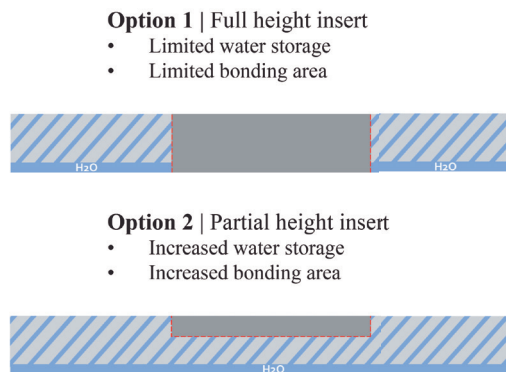 Option 1 | Full height insert
• Limited water storage
• Limited bonding area
H2O H2O
Option 2 | Partial height insert
• Increased water storage
• Increased bonding area
H2O